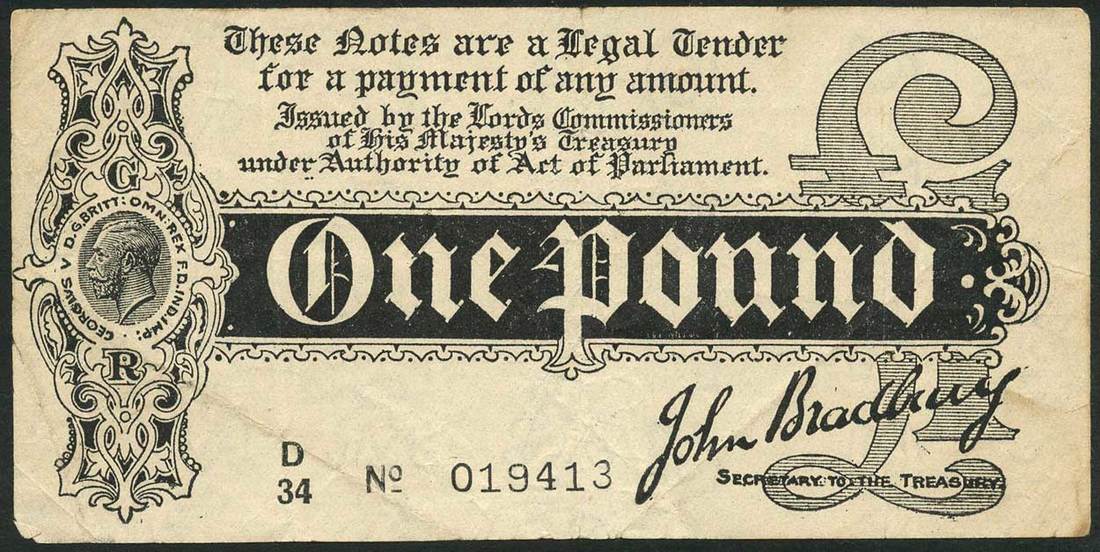 These Notes are a Legal Tender
for a payment of any amount.
Issued by the Lords Commissioners
of His Majesty's Treasury
under Authority of Act of Parliament.
£1
G
GEORGIVS V D.G.BRITT: OMN: REX F.D. IND: IMP:
R
One Pound
£1
John Bradbury
SECRETARY TO THE TREASURY.
D
34
No 019413